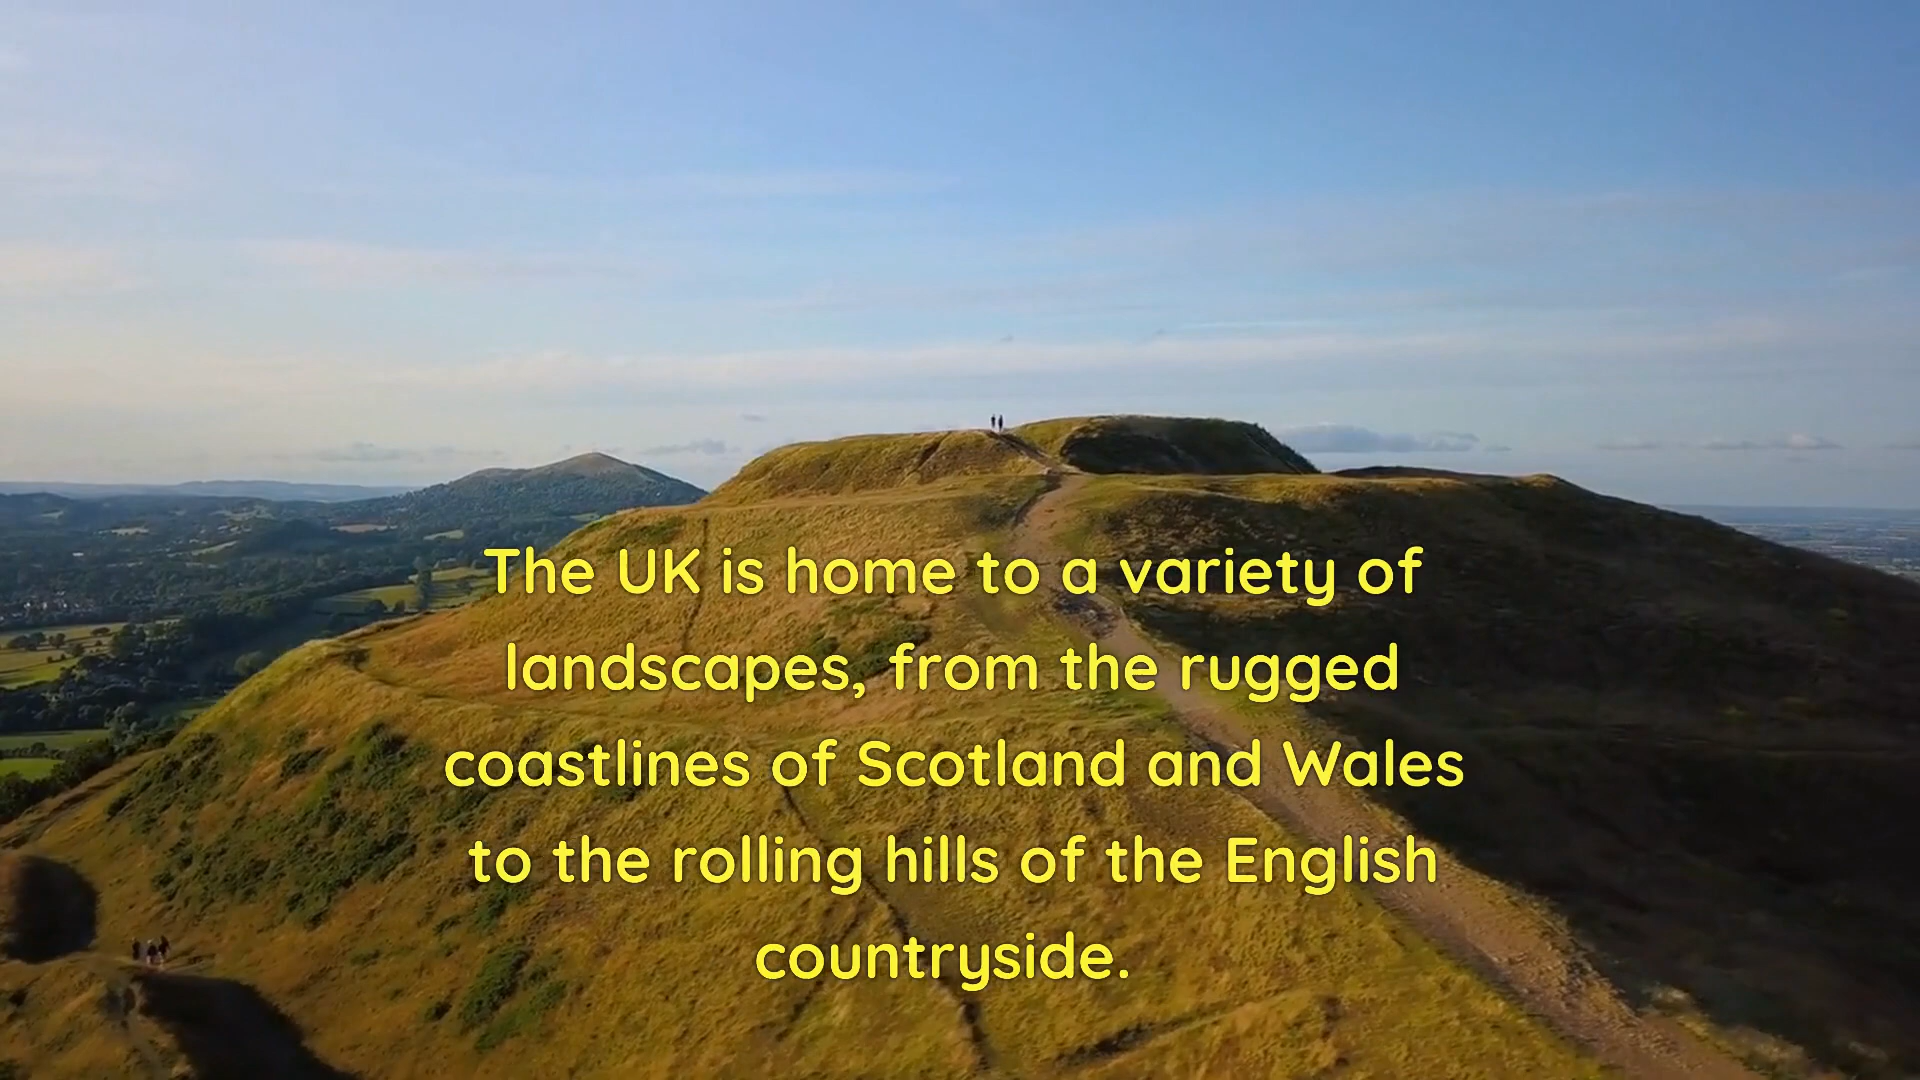 The UK is home to a variety of
landscapes, from the rugged
coastlines of Scotland and Wales
to the rolling hills of the English
countryside.